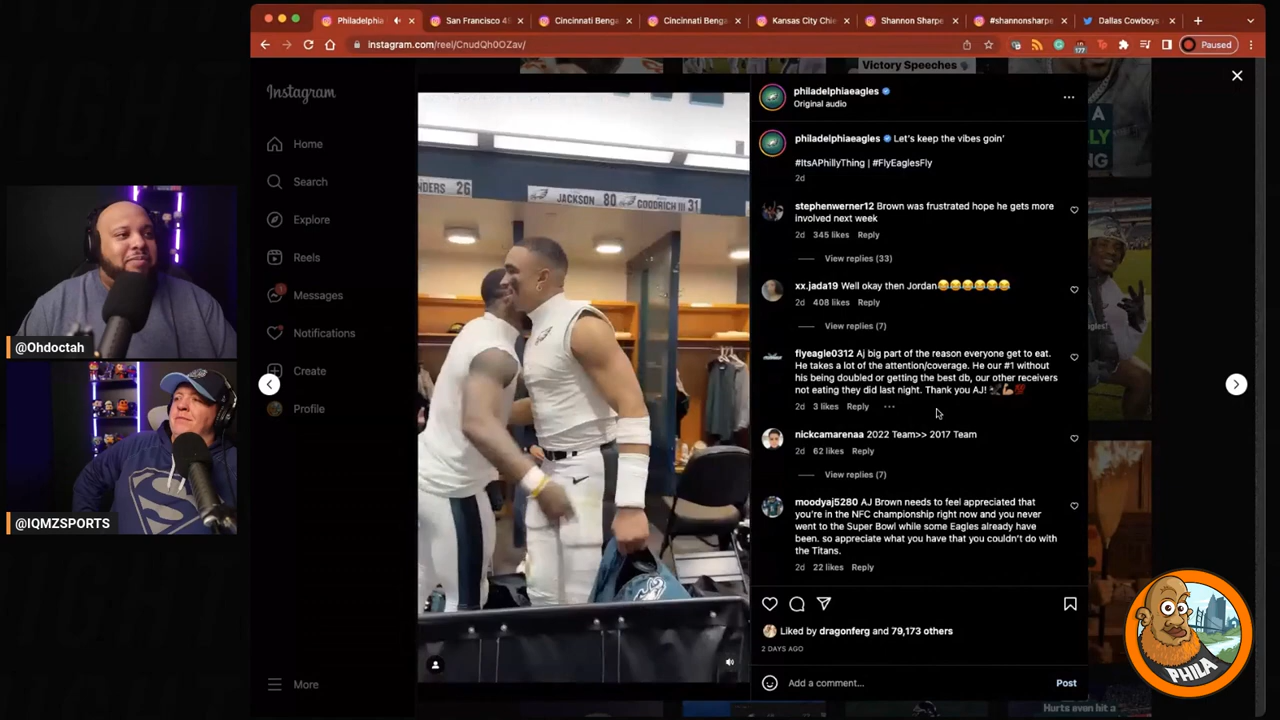 Philadelphia
San Francisco 49
Cincinnati Benga
Cincinnati Benga
Kansas City Chie
Shannon Sharpe
#shannonsharpe
Dallas Cowboys
instagram.com/reel/CnudQh0OZav/
177
Paused
Instagram
Home
Search
Explore
Reels
Messages
Notifications
Create
Profile
More
Victory Speeches
NDERS 26
JACKSON 80
GOODRICH III 31
philadelphiaeagles
Original audio
philadelphiaeagles Let's keep the vibes goin'
#ItsAPhillyThing | #FlyEaglesFly
2d
stephenwerner12 Brown was frustrated hope he gets more
involved next week
2d 345 likes Reply
View replies (33)
xx.jada19 Well okay then Jordan😂😂😂😂😂😂
2d 408 likes Reply
View replies (7)
flyeagle0312 Aj big part of the reason everyone get to eat.
He takes a lot of the attention/coverage. He our #1 without
his being doubled or getting the best db, our other receivers
not eating they did last night. Thank you AJ! 🦅💪🏽💯
2d 3 likes Reply
nickcamarenaa 2022 Team>> 2017 Team
2d 62 likes Reply
View replies (7)
moodyaj5280 AJ Brown needs to feel appreciated that
you're in the NFC championship right now and you never
went to the Super Bowl while some Eagles already have
been. so appreciate what you have that you couldn't do with
the Titans.
2d 22 likes Reply
Liked by dragonferg and 79,173 others
2 DAYS AGO
Add a comment...
Post
@Ohdoctah
@IQMZSPORTS
A
LLY
NG
Hurts even hit a
PHILA